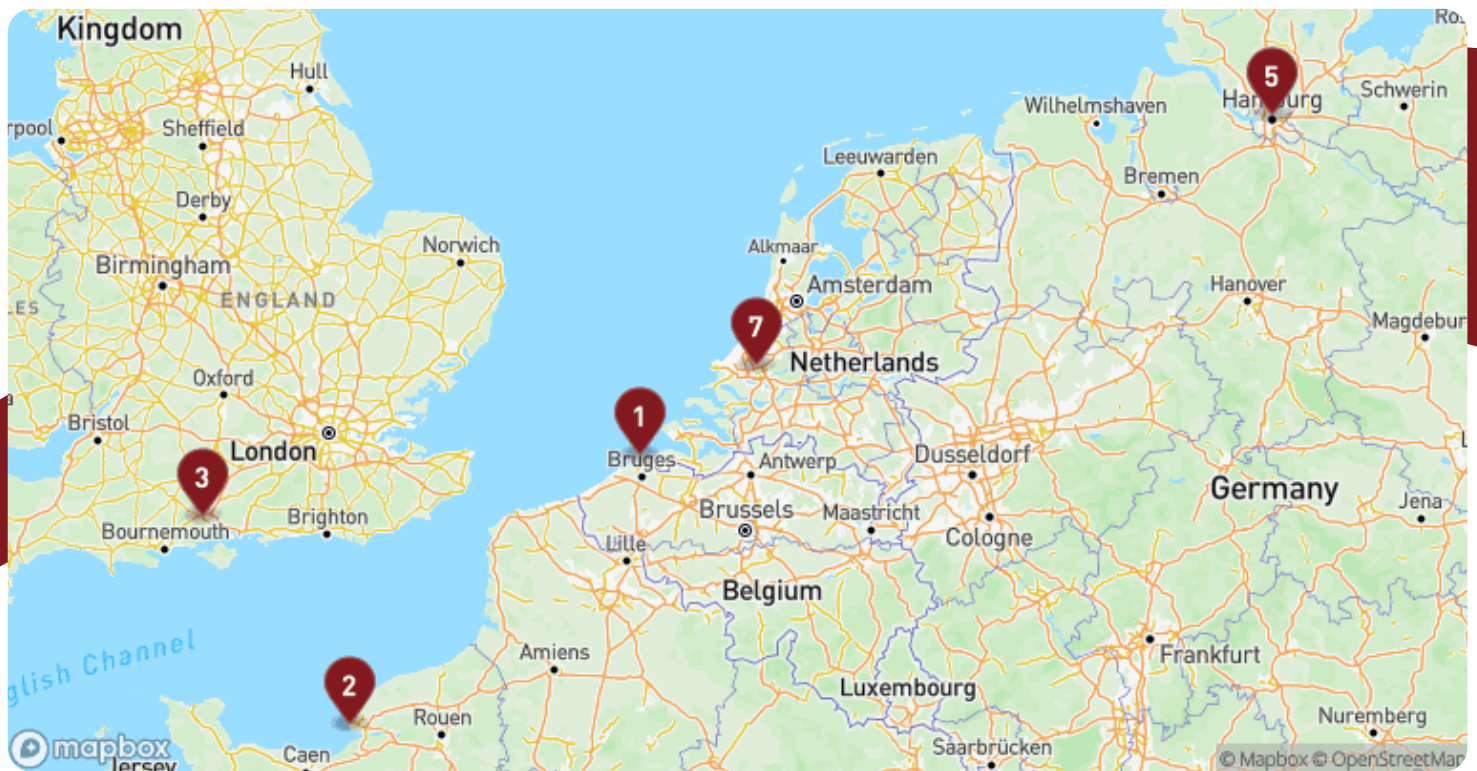 Kingdom
Hull
rpool
Sheffield
Derby
Norwich
Birmingham
ENGLAND
LES
Oxford
Bristol
London
3
Bournemouth
Brighton
glish Channel
2
Rouen
Caen
Jersey
Amiens
Lille
1
Bruges
7
Alkmaar
Amsterdam
Netherlands
Leeuwarden
Wilhelmshaven
5
Hamburg
Schwerin
Ros
Bremen
Hanover
Magdebur
Antwerp
Brussels
Maastricht
Belgium
Dusseldorf
Cologne
Germany
Jena
Frankfurt
Luxembourg
Saarbrücken
Nuremberg
mapbox
© Mapbox © OpenStreetMap